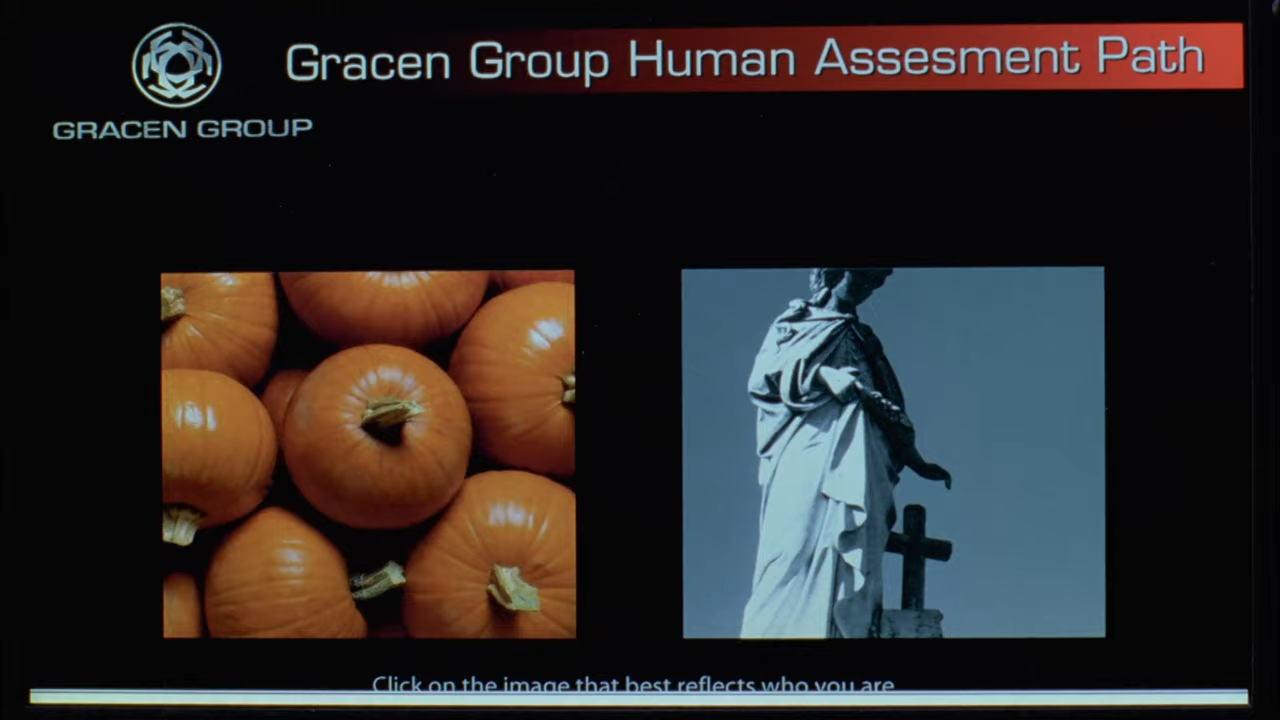 Gracen Group Human Assesment Path
GRACEN GROUP
Click on the image that best reflects who you are